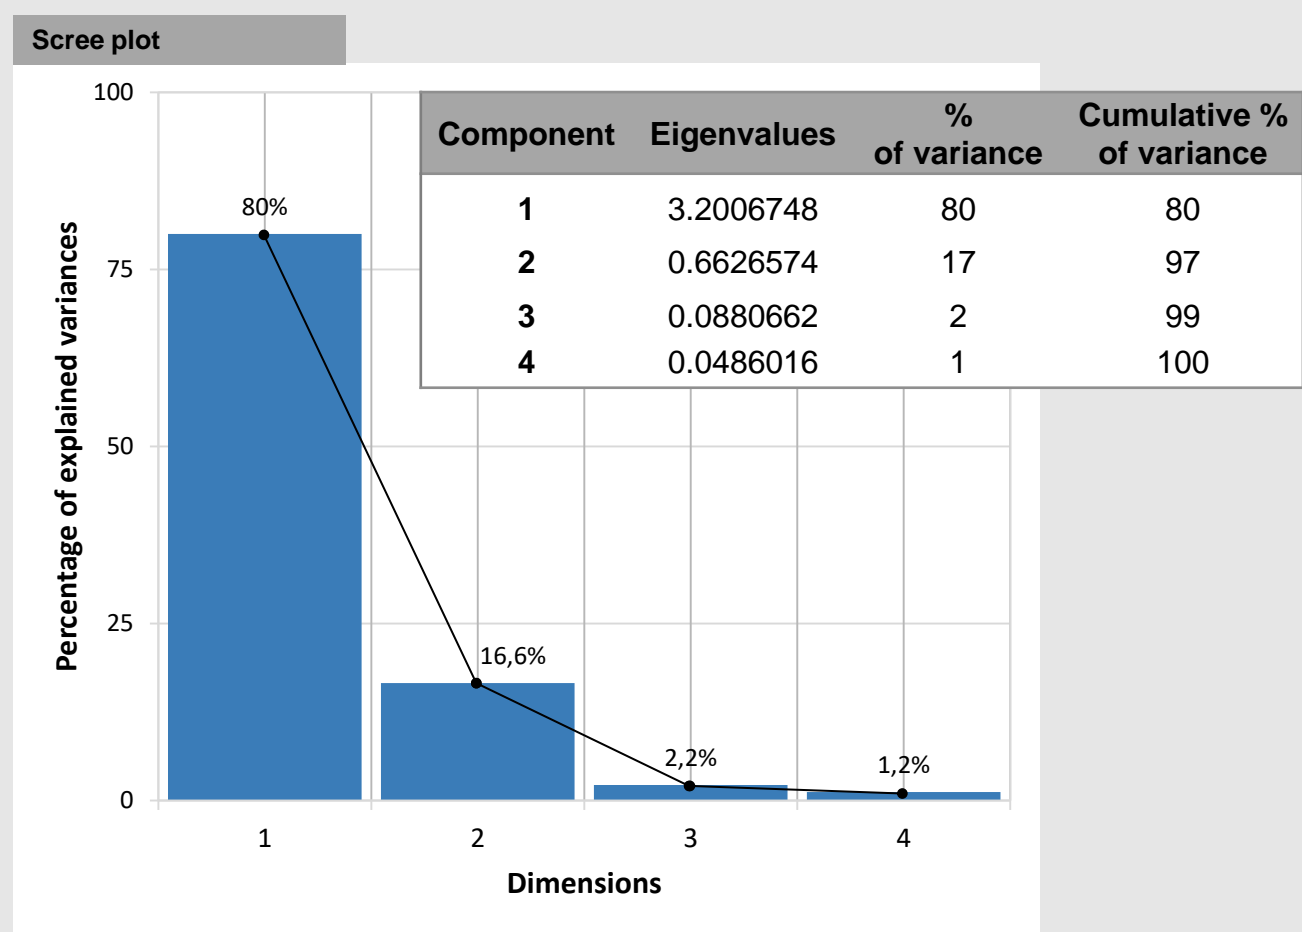 Scree plot
Component Eigenvalues % of variance Cumulative % of variance
1 3.2006748 80 80
2 0.6626574 17 97
3 0.0880662 2 99
4 0.0486016 1 100
Percentage of explained variances
100
75
50
25
0
80%
16,6%
2,2%
1,2%
1 2 3 4
Dimensions